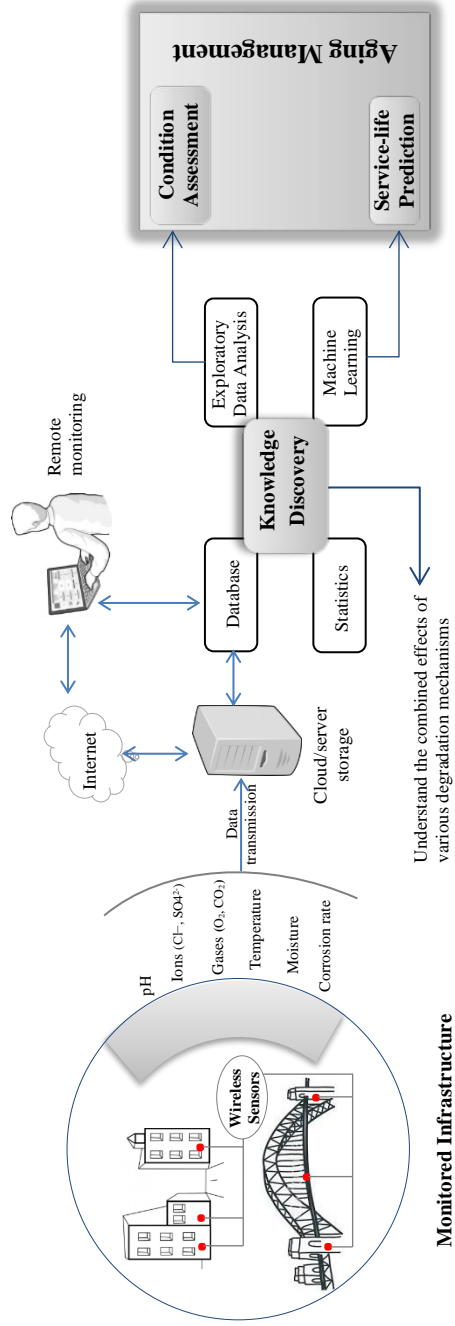 Monitored Infrastructure
Wireless
Sensors
pH
Ions (Cl⁻, SO4²⁻)
Gases (O₂, CO₂)
Temperature
Moisture
Corrosion rate
Data
transmission
Internet
Cloud/server
storage
Remote
monitoring
Database
Statistics
Knowledge
Discovery
Exploratory
Data Analysis
Machine
Learning
Understand the combined effects of
various degradation mechanisms
Condition
Assessment
Service-life
Prediction
Aging Management